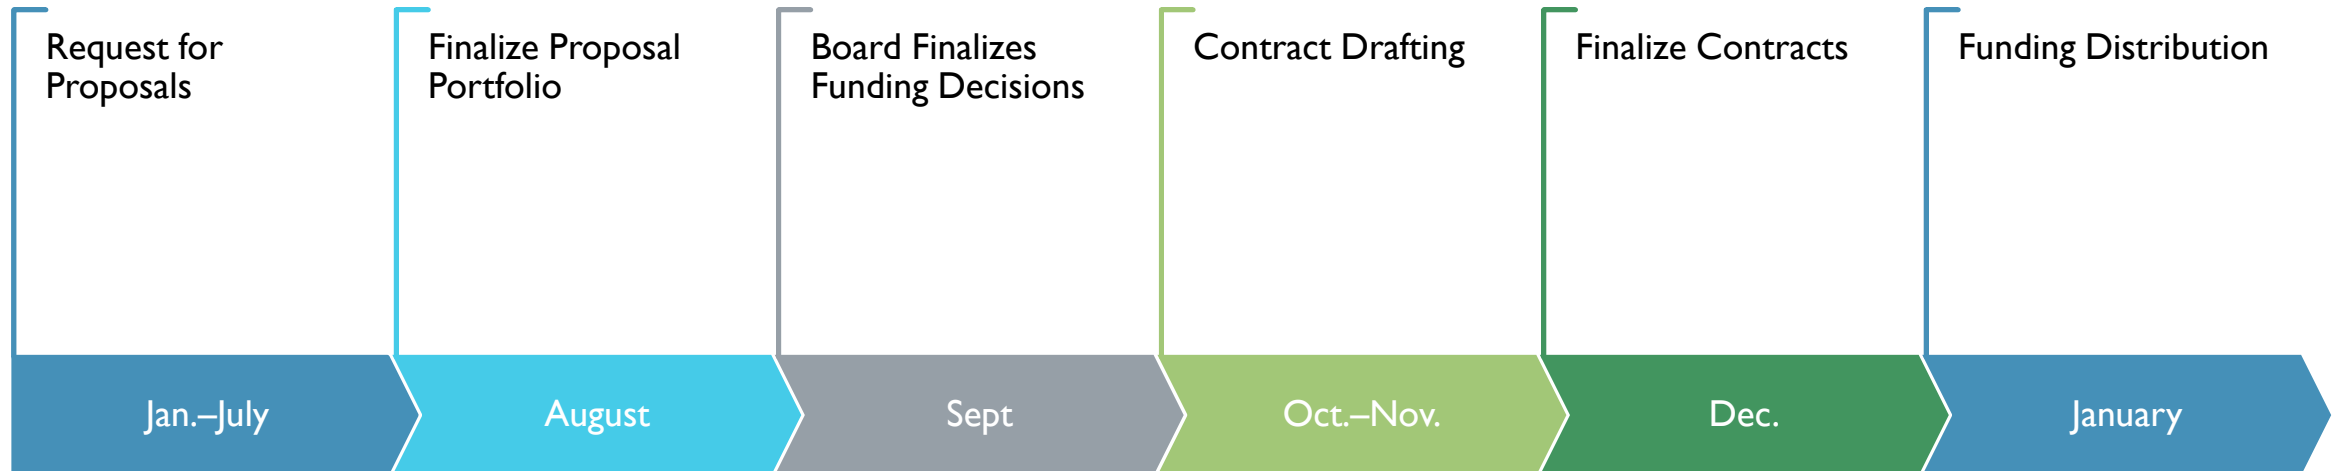 Request for
Proposals
Finalize Proposal
Portfolio
Board Finalizes
Funding Decisions
Contract Drafting
Finalize Contracts
Funding Distribution
Jan.–July
August
Sept
Oct.–Nov.
Dec.
January